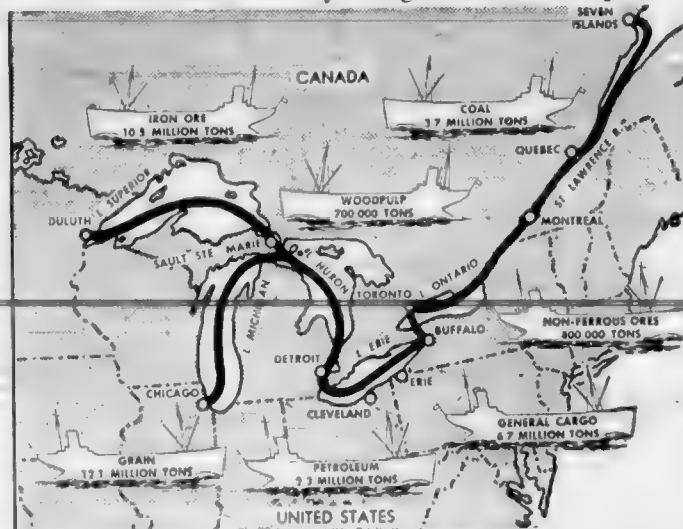 SEVEN
ISLANDS
CANADA
IRON ORE
10.5 MILLION TONS
COAL
3.7 MILLION TONS
QUEBEC
ST LAWRENCE R.
L SUPERIOR
WOODPULP
700 000 TONS
DULUTH
MONTREAL
SAULT STE MARIE
L HURON
L ONTARIO
TORONTO
L MICHIGAN
NON-FERROUS ORES
800 000 TONS
BUFFALO
L ERIE
DETROIT
ERIE
CHICAGO
CLEVELAND
GENERAL CARGO
6.7 MILLION TONS
GRAIN
12.1 MILLION TONS
PETROLEUM
2.3 MILLION TONS
UNITED STATES